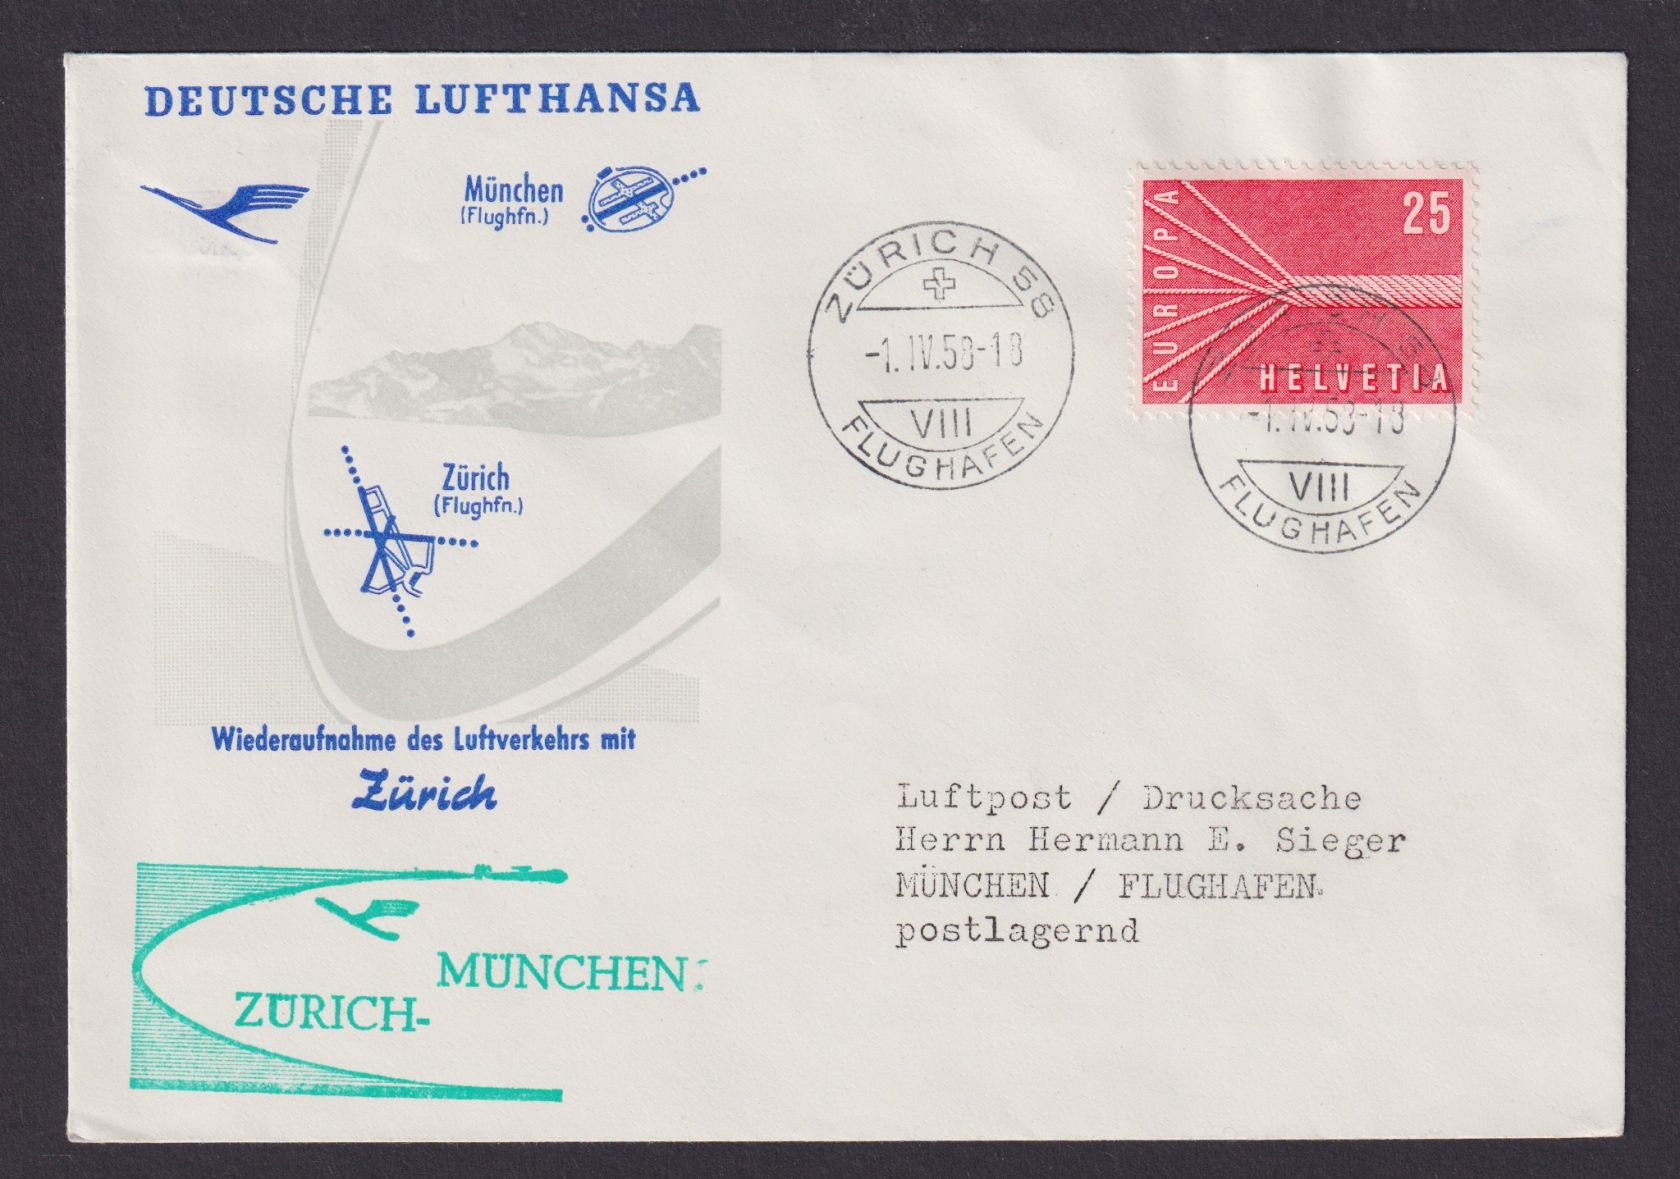 DEUTSCHE LUFTHANSA
München
(Flughfn.)
Zürich
(Flughfn.)
Wiederaufnahme des Luftverkehrs mit
Zürich
ZÜRICH-MÜNCHEN
ZÜRICH 58
-1.IV.58-18
VIII
FLUGHAFEN
EUROPA
25
HELVETIA
-1.IV.58-18
VIII
FLUGHAFEN
Luftpost / Drucksache
Herrn Hermann E. Sieger
MÜNCHEN / FLUGHAFEN.
postlagernd